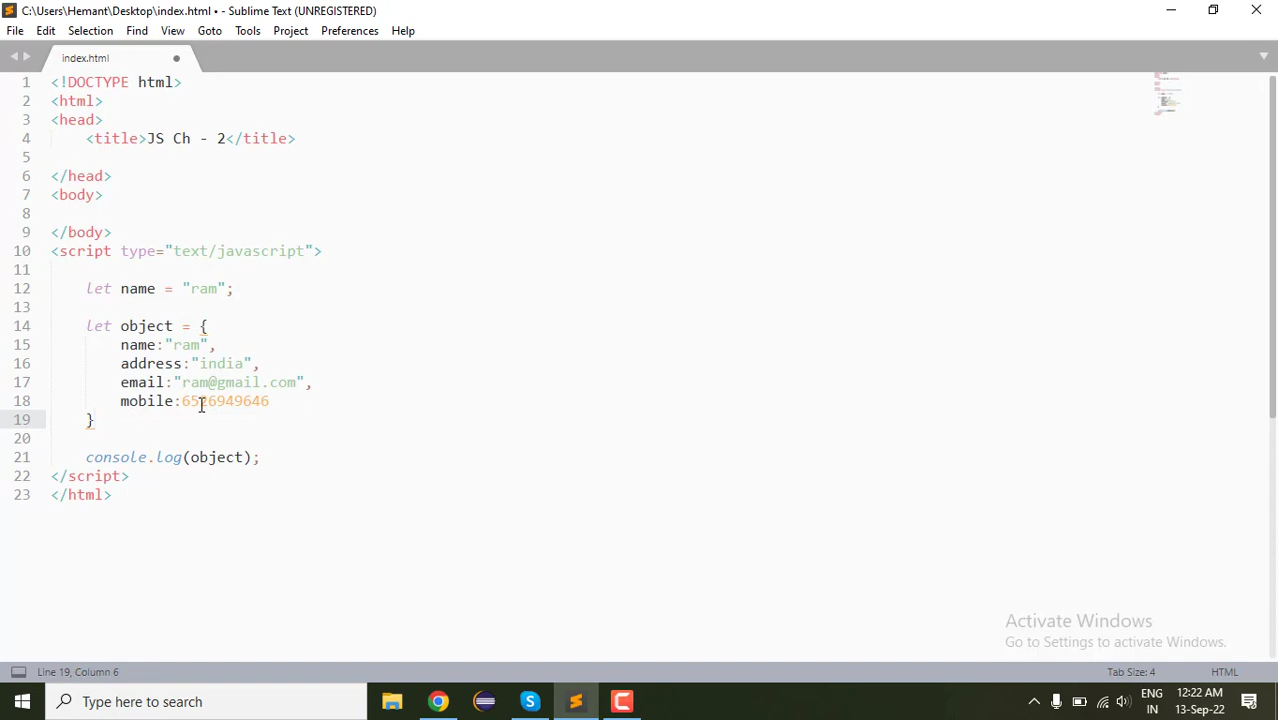 C:\Users\Hemant\Desktop\index.html • - Sublime Text (UNREGISTERED)
File Edit Selection Find View Goto Tools Project Preferences Help
index.html
1 <!DOCTYPE html>
2 <html>
3 <head>
4 <title>JS Ch - 2</title>
5
6 </head>
7 <body>
8
9 </body>
10 <script type="text/javascript">
11
12 let name = "ram";
13
14 let object = {
15 name:"ram",
16 address:"india",
17 email:"ram@gmail.com",
18 mobile:6526949646
19 }
20
21 console.log(object);
22 </script>
23 </html>
Activate Windows
Go to Settings to activate Windows.
Line 19, Column 6 Tab Size: 4 HTML
Type here to search
ENG 12:22 AM
IN 13-Sep-22